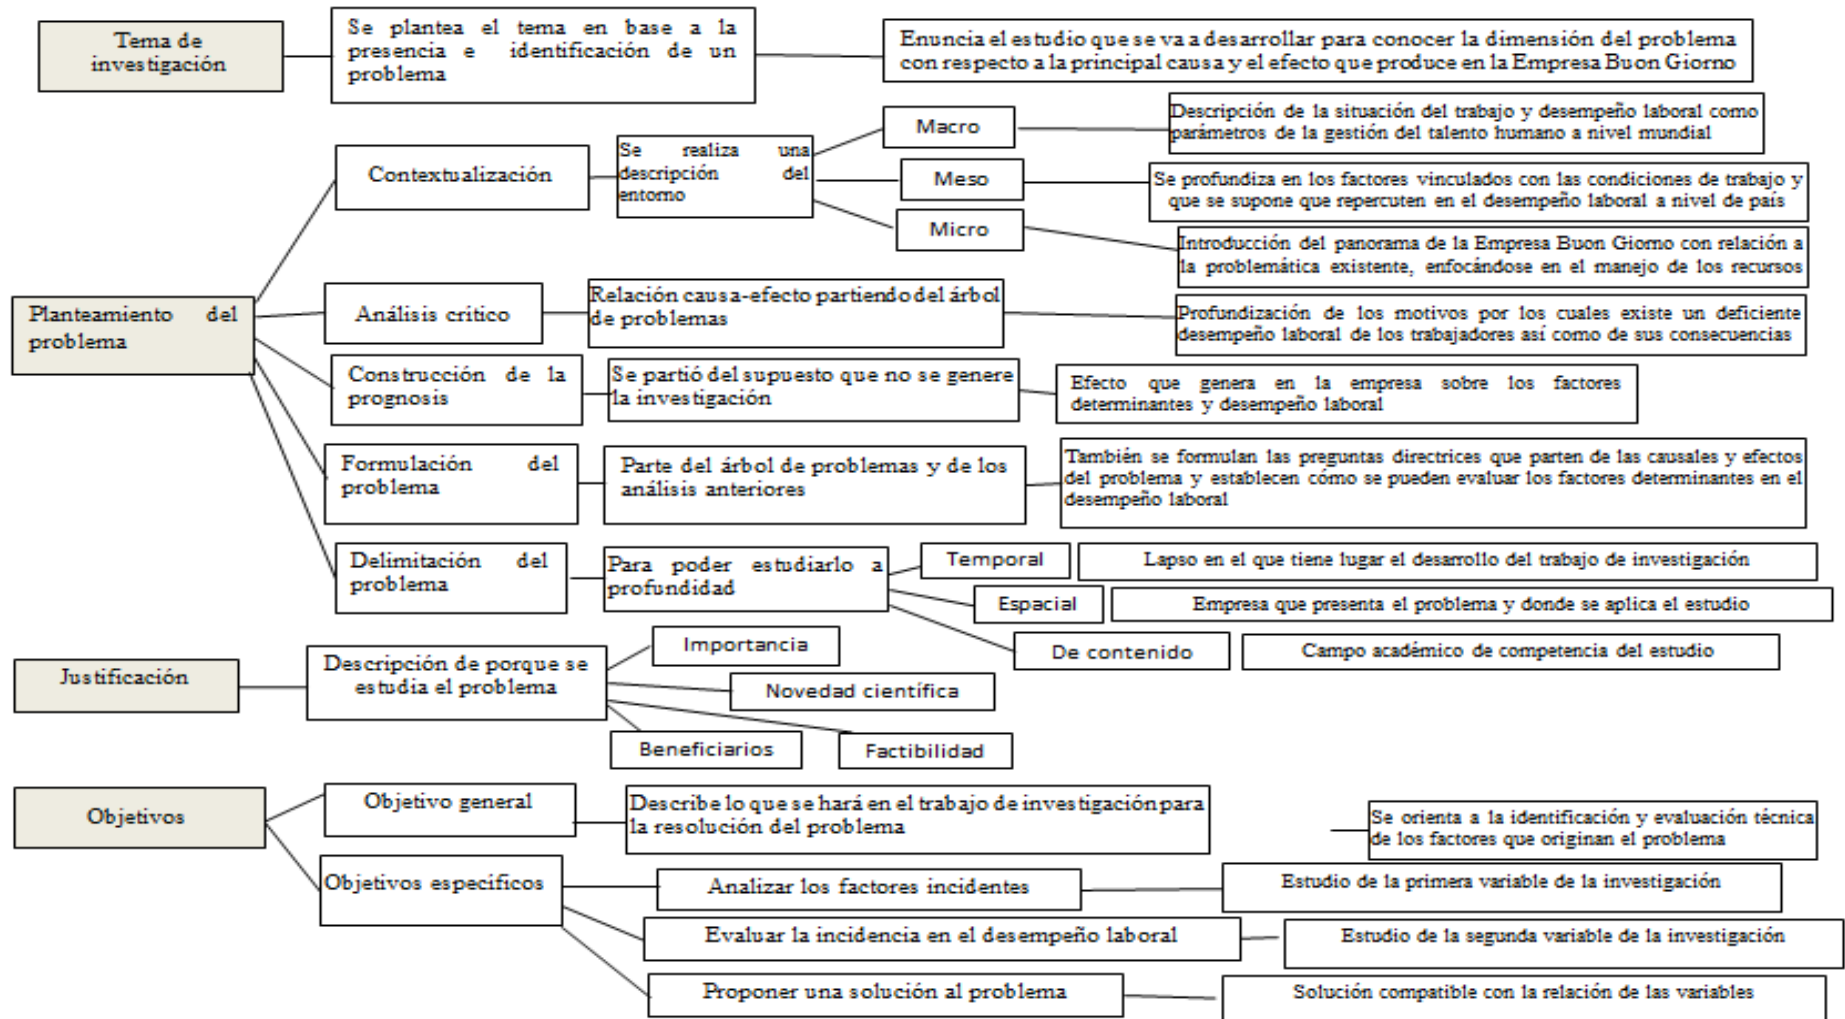 Tema de
investigación
Se plantea el tema en base a la
presencia e identificación de un
problema
Enuncia el estudio que se va a desarrollar para conocer la dimensión del problema
con respecto a la principal causa y el efecto que produce en la Empresa Buon Giorno
Planteamiento del
problema
Contextualización
Se realiza una
descripción del
entorno
Macro
Descripción de la situación del trabajo y desempeño laboral como
parámetros de la gestión del talento humano a nivel mundial
Meso
Se profundiza en los factores vinculados con las condiciones de trabajo y
que se supone que repercuten en el desempeño laboral a nivel de país
Micro
Introducción del panorama de la Empresa Buon Giorno con relación a
la problemática existente, enfocándose en el manejo de los recursos
Análisis critico
Relación causa-efecto partiendo del árbol
de problemas
Profundización de los motivos por los cuales existe un deficiente
desempeño laboral de los trabajadores así como de sus consecuencias
Construcción de la
prognosis
Se partió del supuesto que no se genere
la investigación
Efecto que genera en la empresa sobre los factores
determinantes y desempeño laboral
Formulación del
problema
Parte del árbol de problemas y de los
análisis anteriores
También se formulan las preguntas directrices que parten de las causales y efectos
del problema y establecen cómo se pueden evaluar los factores determinantes en el
desempeño laboral
Delimitación del
problema
Para poder estudiarlo a
profundidad
Temporal
Lapso en el que tiene lugar el desarrollo del trabajo de investigación
Espacial
Empresa que presenta el problema y donde se aplica el estudio
De contenido
Campo académico de competencia del estudio
Justificación
Descripción de porque se
estudia el problema
Importancia
Novedad científica
Beneficiarios
Factibilidad
Objetivos
Objetivo general
Describe lo que se hará en el trabajo de investigación para
la resolución del problema
Se orienta a la identificación y evaluación técnica
de los factores que originan el problema
Objetivos específicos
Analizar los factores incidentes
Estudio de la primera variable de la investigación
Evaluar la incidencia en el desempeño laboral
Estudio de la segunda variable de la investigación
Proponer una solución al problema
Solución compatible con la relación de las variables